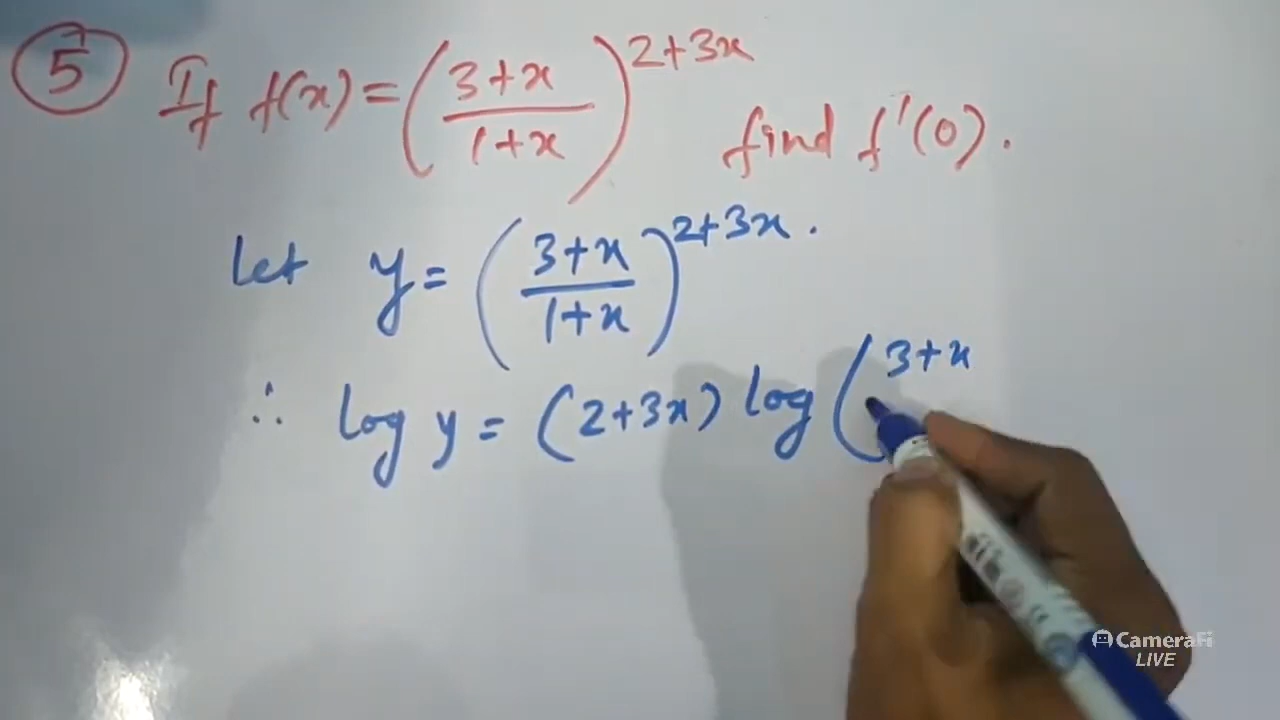 5 If f(x) = ((3+x)/(1+x))^(2+3x) find f'(0).
Let y = ((3+x)/(1+x))^(2+3x).
∴ log y = (2+3x) log (3+x
CameraFi
LIVE